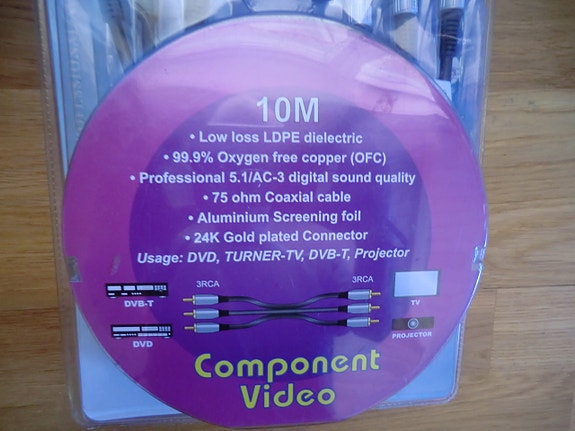 10M
• Low loss LDPE dielectric
• 99.9% Oxygen free copper (OFC)
• Professional 5.1/AC-3 digital sound quality
• 75 ohm Coaxial cable
• Aluminium Screening foil
• 24K Gold plated Connector
Usage: DVD, TURNER-TV, DVB-T, Projector
3RCA 3RCA
DVB-T TV
DVD PROJECTOR
Component
Video